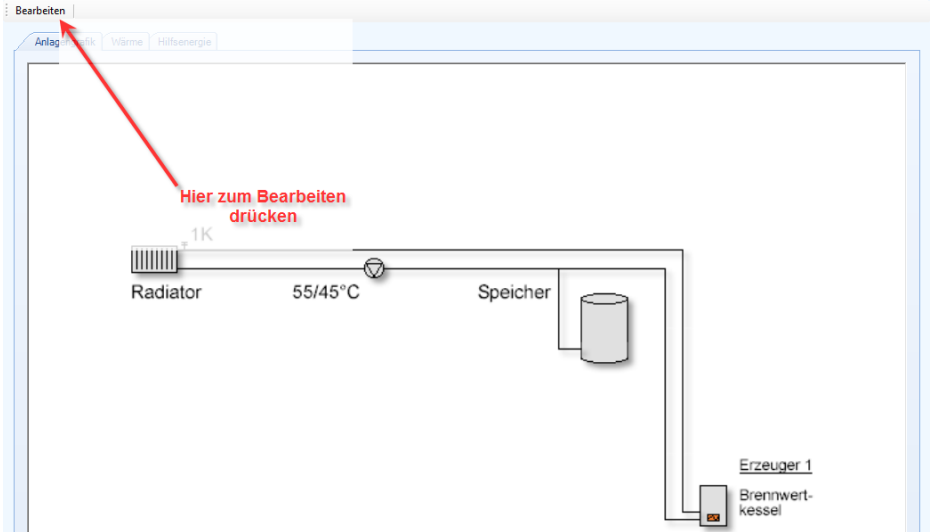 Bearbeiten
Anlagengrafik Wärme Hilfsenergie
Hier zum Bearbeiten
drücken
1K
Radiator 55/45°C Speicher
Erzeuger 1
Brennwert-
kessel